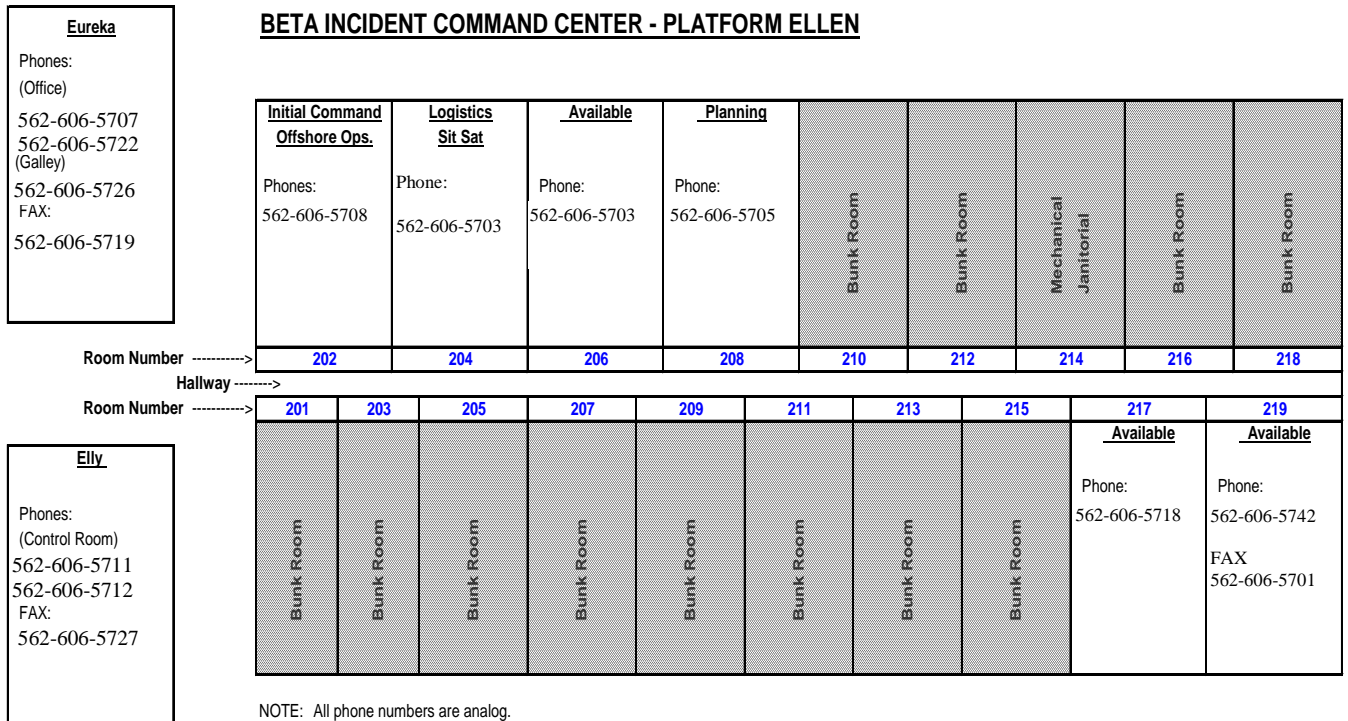 BETA INCIDENT COMMAND CENTER - PLATFORM ELLEN
Eureka
Phones:
(Office)
562-606-5707
562-606-5722
(Galley)
562-606-5726
FAX:
562-606-5719
Initial Command
Offshore Ops.
Phones:
562-606-5708
Logistics
Sit Sat
Phone:
562-606-5703
Available
Phone:
562-606-5703
Planning
Phone:
562-606-5705
Bunk Room
Bunk Room
Mechanical
Janitorial
Bunk Room
Bunk Room
Room Number ----------->
202 204 206 208 210 212 214 216 218
Hallway -------->
Room Number ----------->
201 203 205 207 209 211 213 215 217 219
Elly
Phones:
(Control Room)
562-606-5711
562-606-5712
FAX:
562-606-5727
Bunk Room
Bunk Room
Bunk Room
Bunk Room
Bunk Room
Bunk Room
Bunk Room
Bunk Room
Available
Phone:
562-606-5718
Available
Phone:
562-606-5742
FAX
562-606-5701
NOTE: All phone numbers are analog.